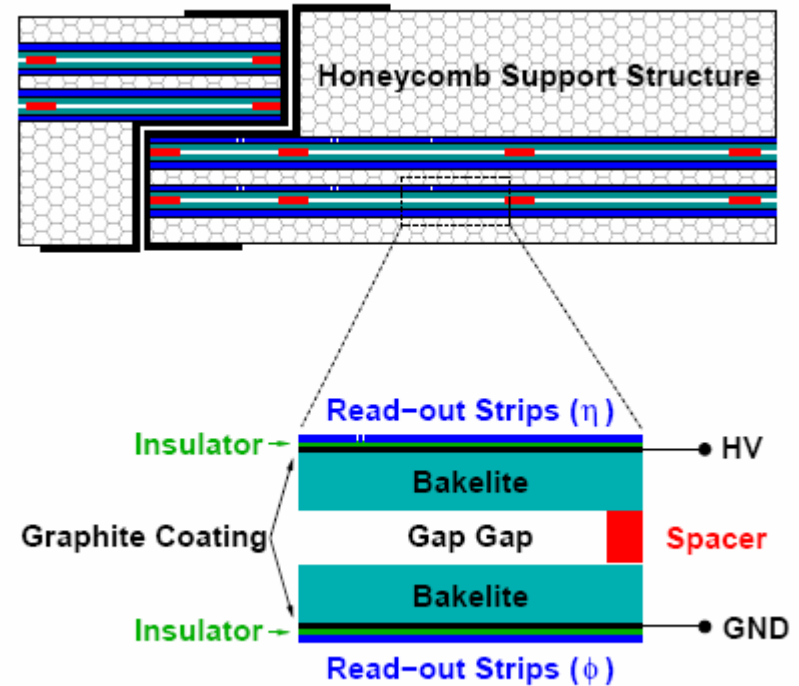 Honeycomb Support Structure
Read-out Strips (η)
Insulator
HV
Bakelite
Graphite Coating
Gap Gap
Spacer
Bakelite
Insulator
GND
Read-out Strips (ϕ)